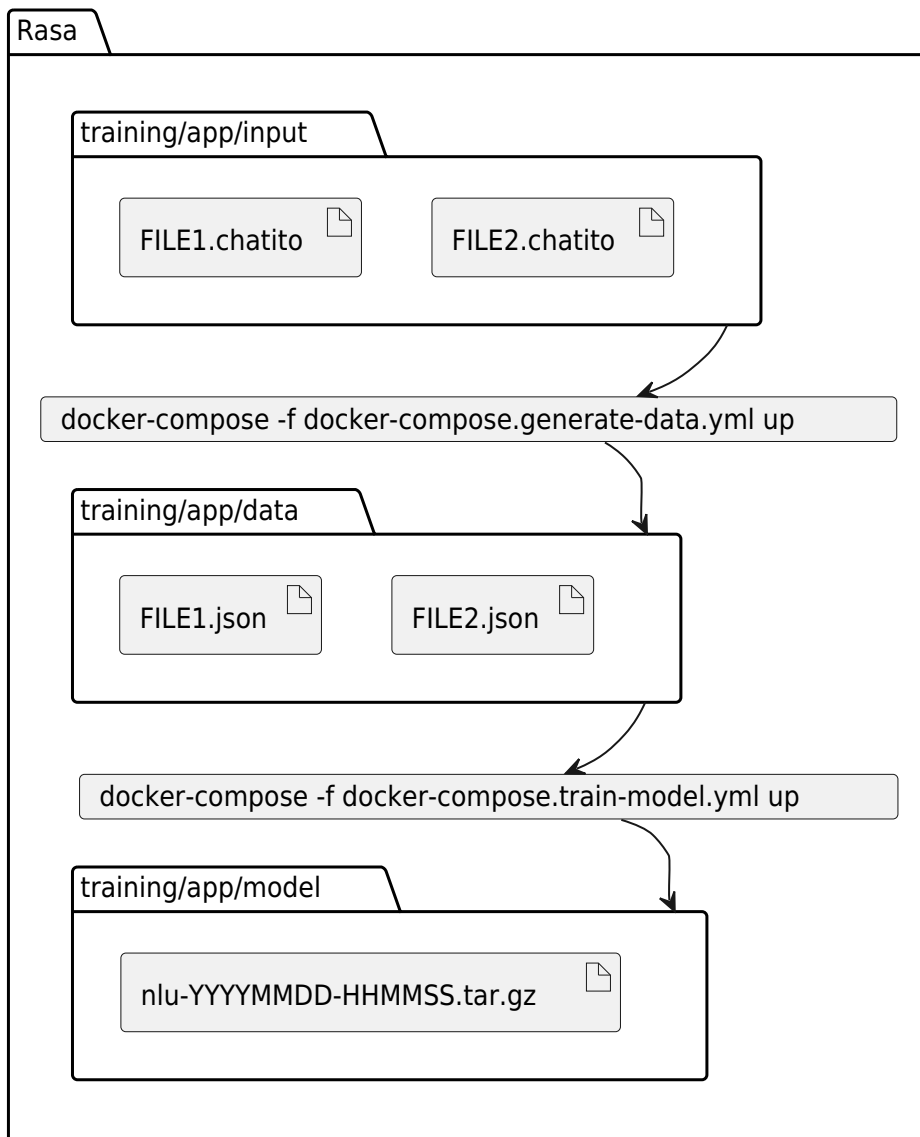 Rasa
training/app/input
FILE1.chatito
FILE2.chatito
docker-compose -f docker-compose.generate-data.yml up
training/app/data
FILE1.json
FILE2.json
docker-compose -f docker-compose.train-model.yml up
training/app/model
nlu-YYYYMMDD-HHMMSS.tar.gz